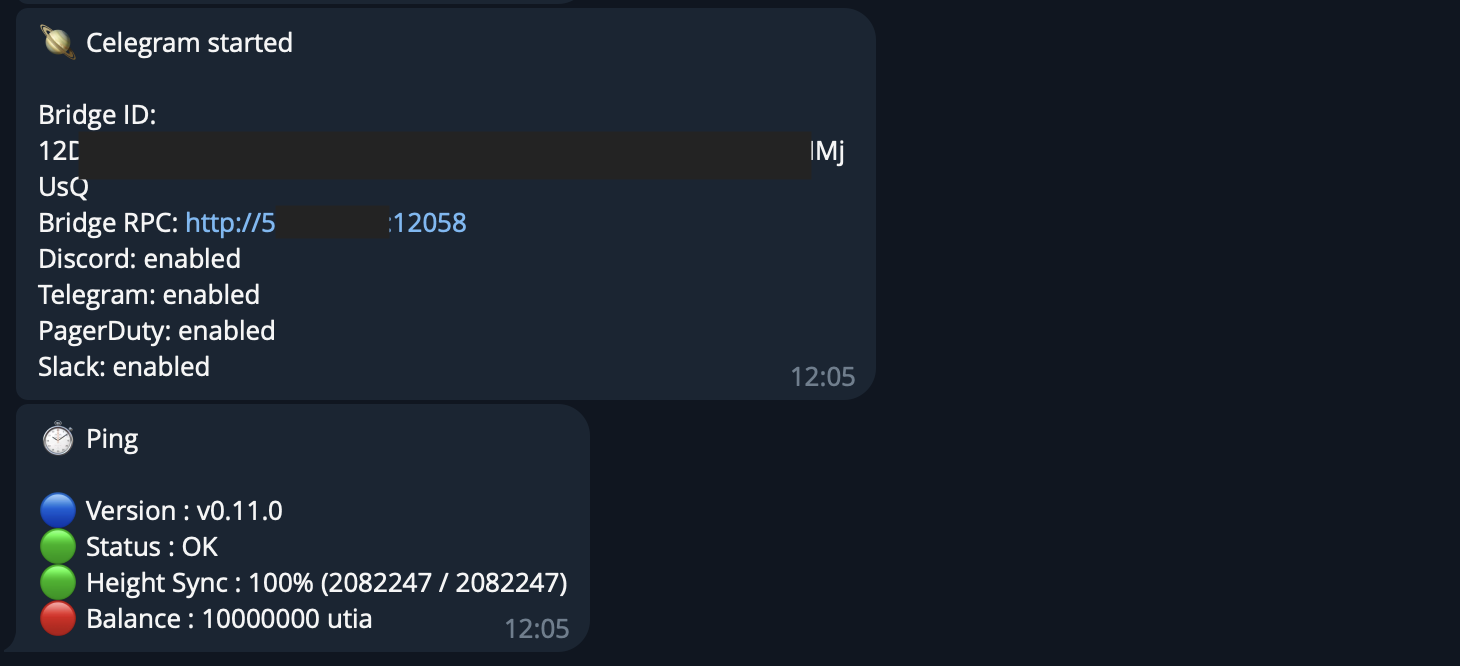 Celegram started
Bridge ID:
12D
Mj
UsQ
Bridge RPC: http://5 :12058
Discord: enabled
Telegram: enabled
PagerDuty: enabled
Slack: enabled
12:05
Ping
Version : v0.11.0
Status : OK
Height Sync : 100% (2082247 / 2082247)
Balance : 10000000 utia
12:05